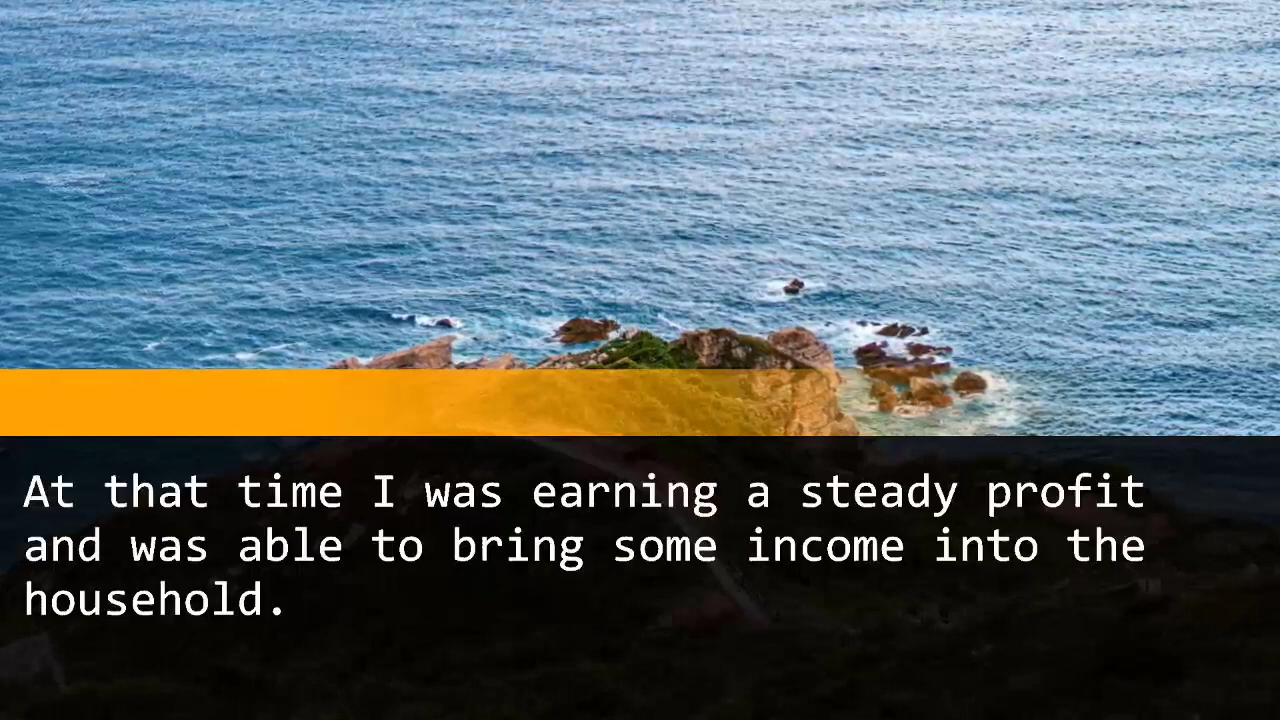 At that time I was earning a steady profit
and was able to bring some income into the
household.